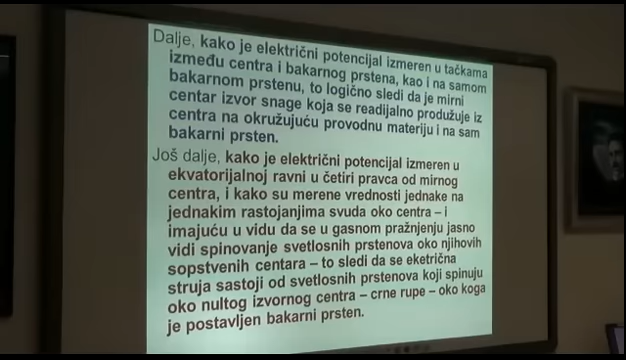 Dalje, kako je električni potencijal izmeren u tačkama
između centra i bakarnog prstena, kao i na samom
bakarnom prstenu, to logično sledi da je mirni
centar izvor snage koja se readijalno produžuje iz
centra na okružujuću provodnu materiju i na sam
bakarni prsten.
Još dalje, kako je električni potencijal izmeren u
ekvatorijalnoj ravni u četiri pravca od mirnog
centra, i kako su merene vrednosti jednake na
jednakim rastojanjima svuda oko centra – i
imajuću u vidu da se u gasnom pražnjenju jasno
vidi spinovanje svetlosnih prstenova oko njihovih
sopstvenih centara – to sledi da se eketrična
struja sastoji od svetlosnih prstenova koji spinuju
oko nultog izvornog centra – crne rupe – oko koga
je postavljen bakarni prsten.